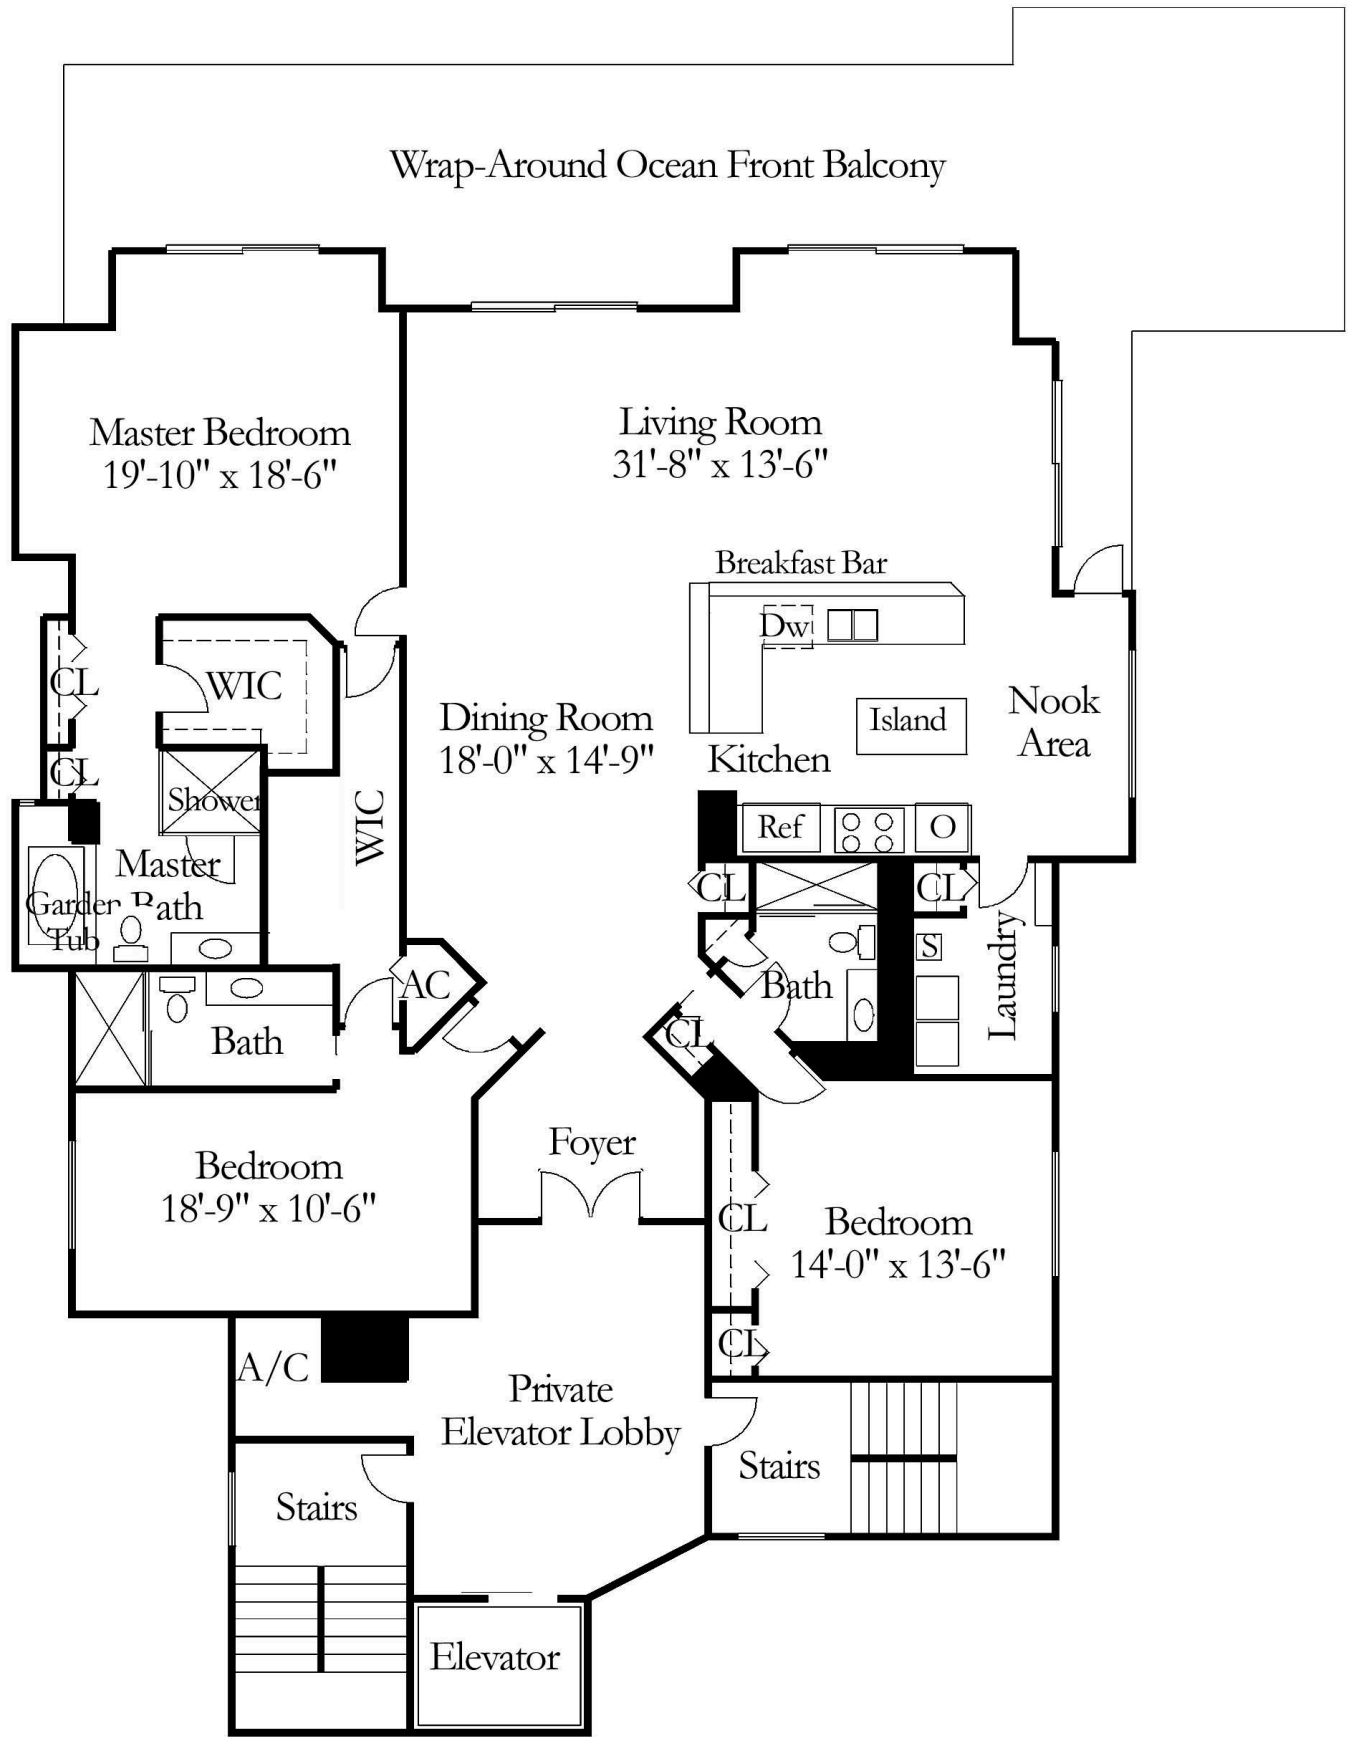 Wrap-Around Ocean Front Balcony
Master Bedroom
19'-10" x 18'-6"
Living Room
31'-8" x 13'-6"
Breakfast Bar
Dw
CL
WIC
Dining Room
18'-0" x 14'-9"
Island
Nook
Area
Kitchen
CL
Shower
WIC
Ref
O
Master
Bath
Garden
Tub
CL
CL
S
Laundry
AC
Bath
CL
Bath
Foyer
Bedroom
18'-9" x 10'-6"
CL
Bedroom
14'-0" x 13'-6"
CL
A/C
Private
Elevator Lobby
Stairs
Stairs
Elevator